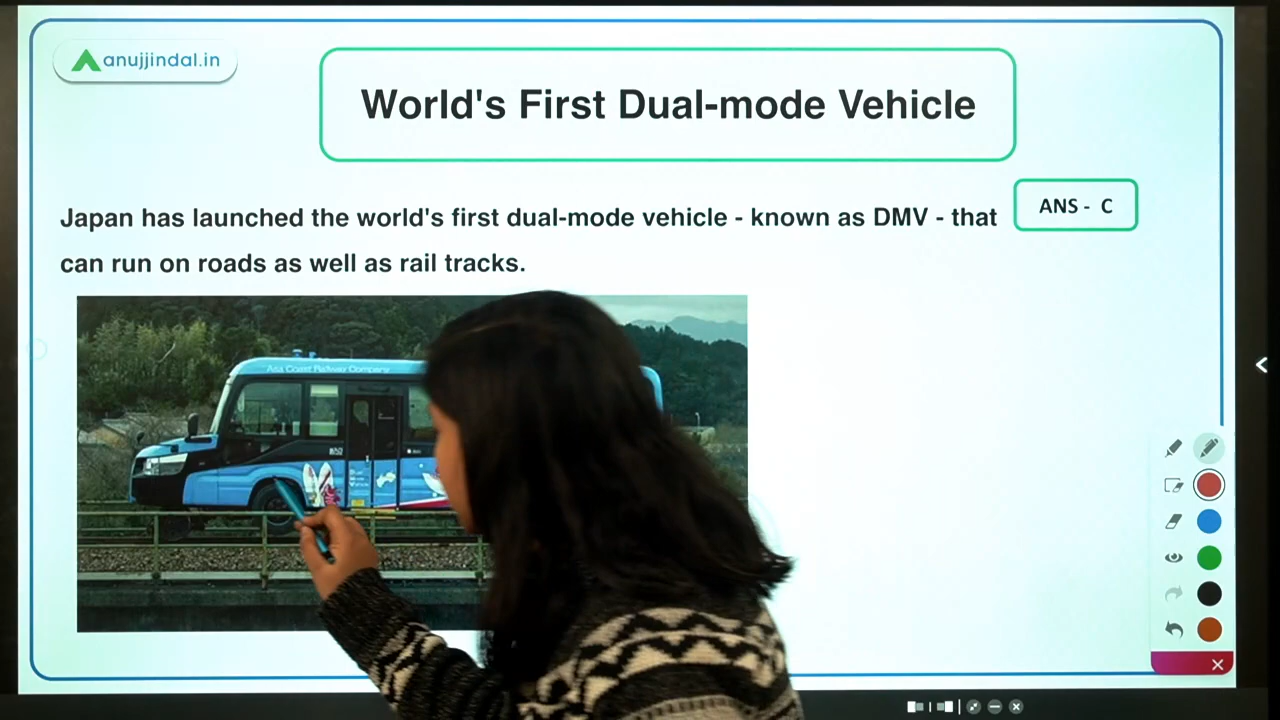 anujjindal.in
World's First Dual-mode Vehicle
ANS - C
Japan has launched the world's first dual-mode vehicle - known as DMV - that
can run on roads as well as rail tracks.
Asa Coast Railway Company